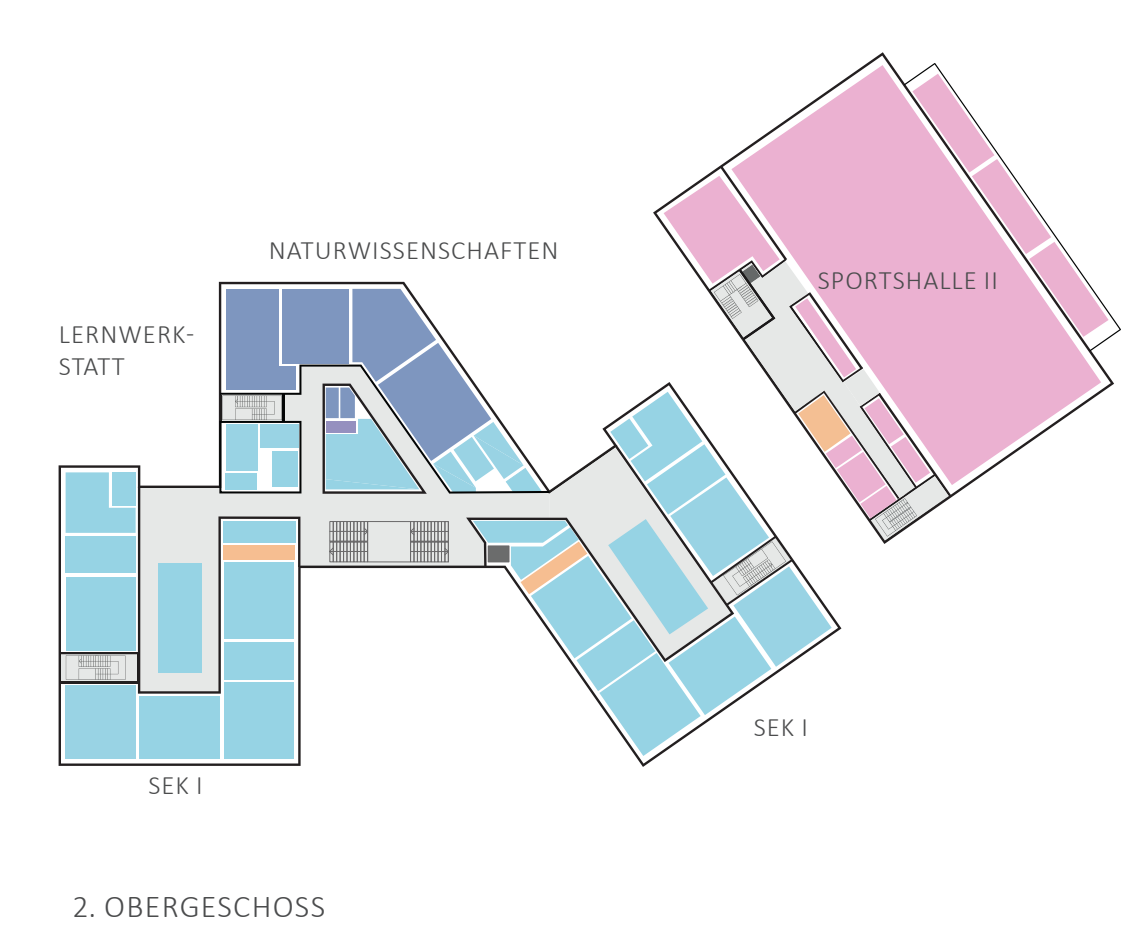 NATURWISSENSCHAFTEN
SPORTSHALLE II
LERNWERK-
STATT
SEK I
SEK I
2. OBERGESCHOSS